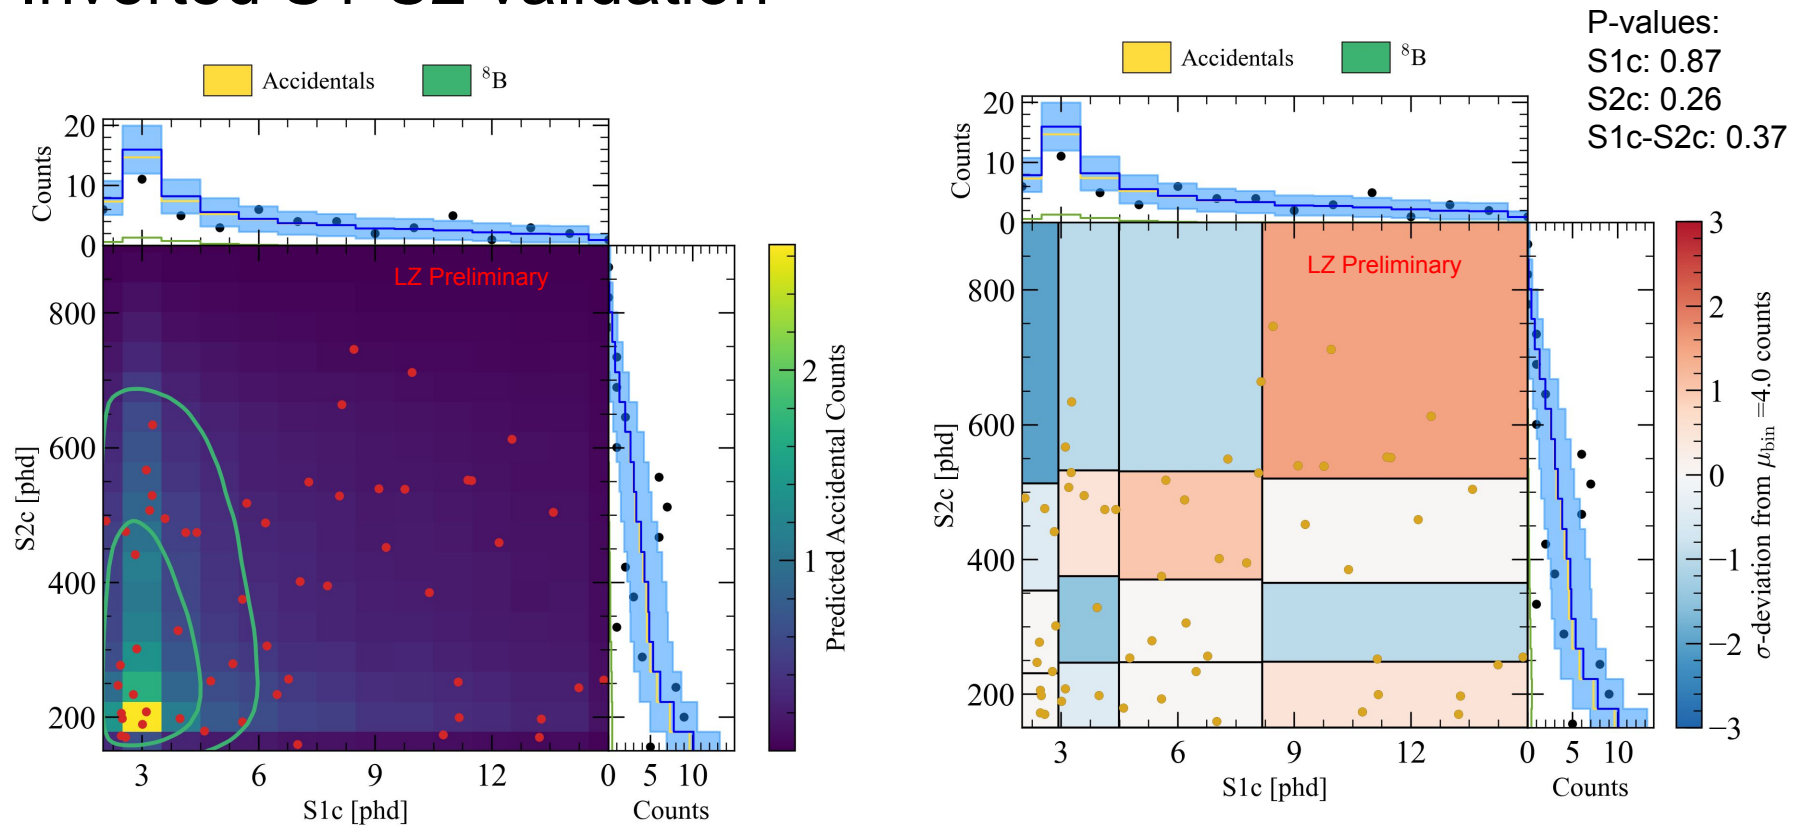 Inverted S1-S2 validation
P-values:
S1c: 0.87
S2c: 0.26
S1c-S2c: 0.37
Accidentals
⁸B
20
10
0
Counts
LZ Preliminary
800
600
400
200
S2c [phd]
3
6
9
12
S1c [phd]
0
5
10
Counts
2
1
Predicted Accidental Counts
Accidentals
⁸B
20
10
0
Counts
LZ Preliminary
800
600
400
200
S2c [phd]
3
6
9
12
S1c [phd]
0
5
10
Counts
3
2
1
0
−1
−2
−3
σ-deviation from μbin =4.0 counts